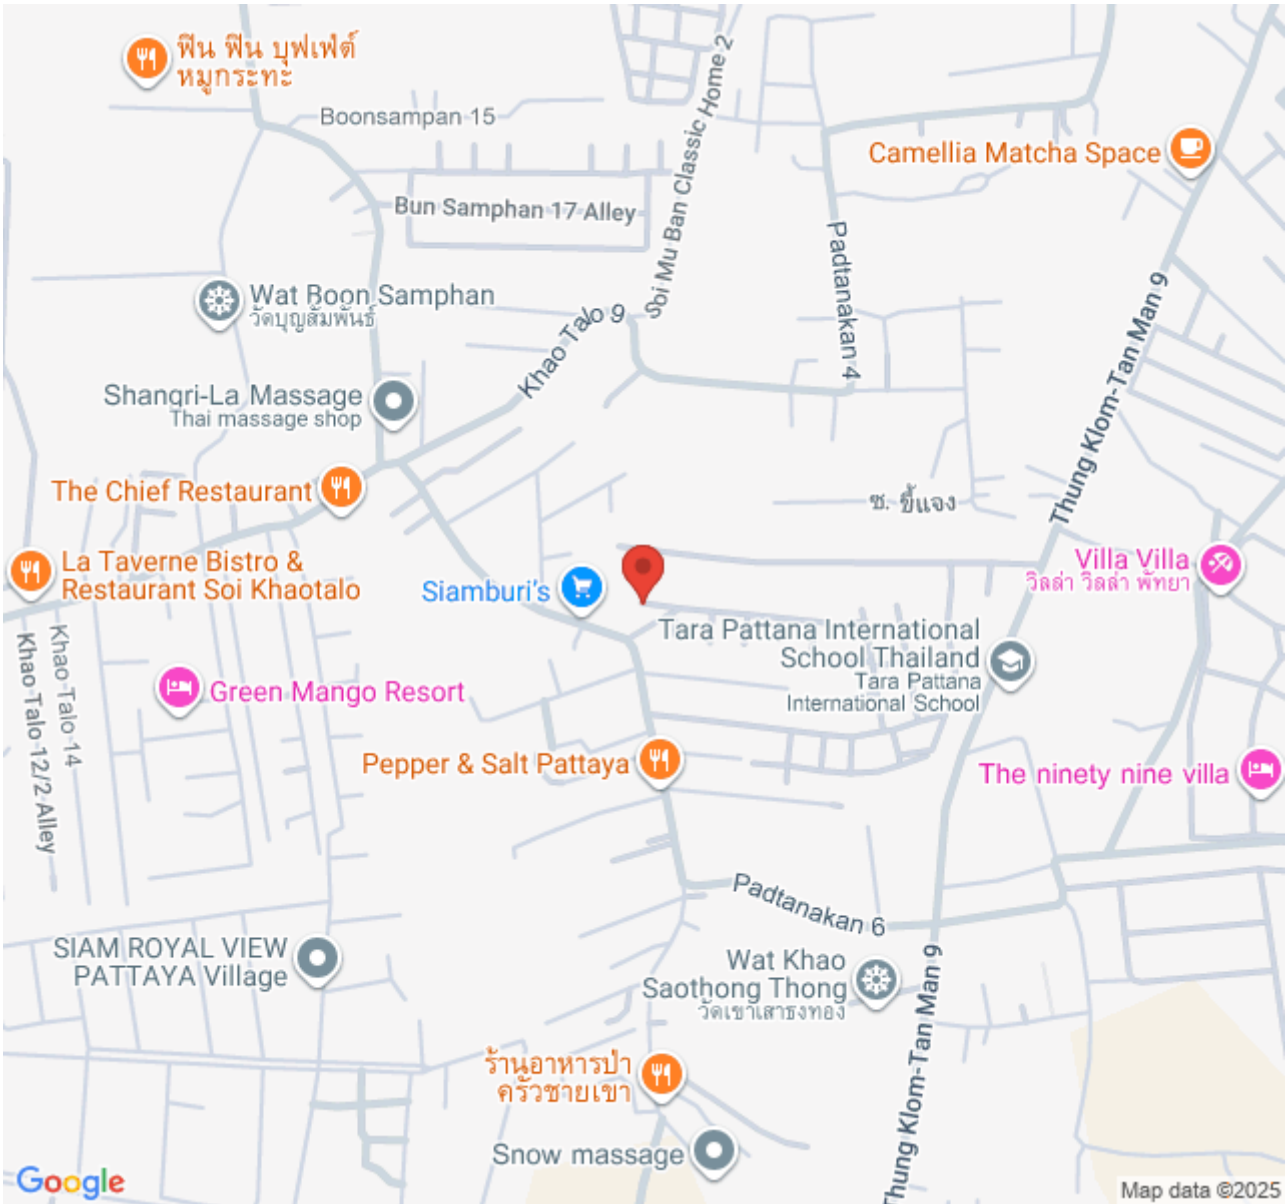 ฟิน ฟิน บุฟเฟ่ต์
หมูกระทะ
Boonsampan 15
Soi Mu Ban Classic Home 2
Camellia Matcha Space
Bun Samphan 17 Alley
Padtanakan 4
Wat Boon Samphan
วัดบุญสัมพันธ์
Khao Talo 9
Thung Klom-Tan Man 9
Shangri-La Massage
Thai massage shop
The Chief Restaurant
ซ. ขี้แจง
La Taverne Bistro &
Restaurant Soi Khaotalo
Siamburi's
Villa Villa
วิลล่า วิลล่า พัทยา
Tara Pattana International
School Thailand
Tara Pattana
International School
Khao-Talo-14
Khao-Talo-12/2-Alley
Green Mango Resort
Pepper & Salt Pattaya
The ninety nine villa
Padtanakan 6
SIAM ROYAL VIEW
PATTAYA Village
Wat Khao
Saothong Thong
วัดเขาเสาธงทอง
Thung Klom-Tan Man 9
ร้านอาหารป่า
ครัวชายเขา
Snow massage
Google
Map data ©2025